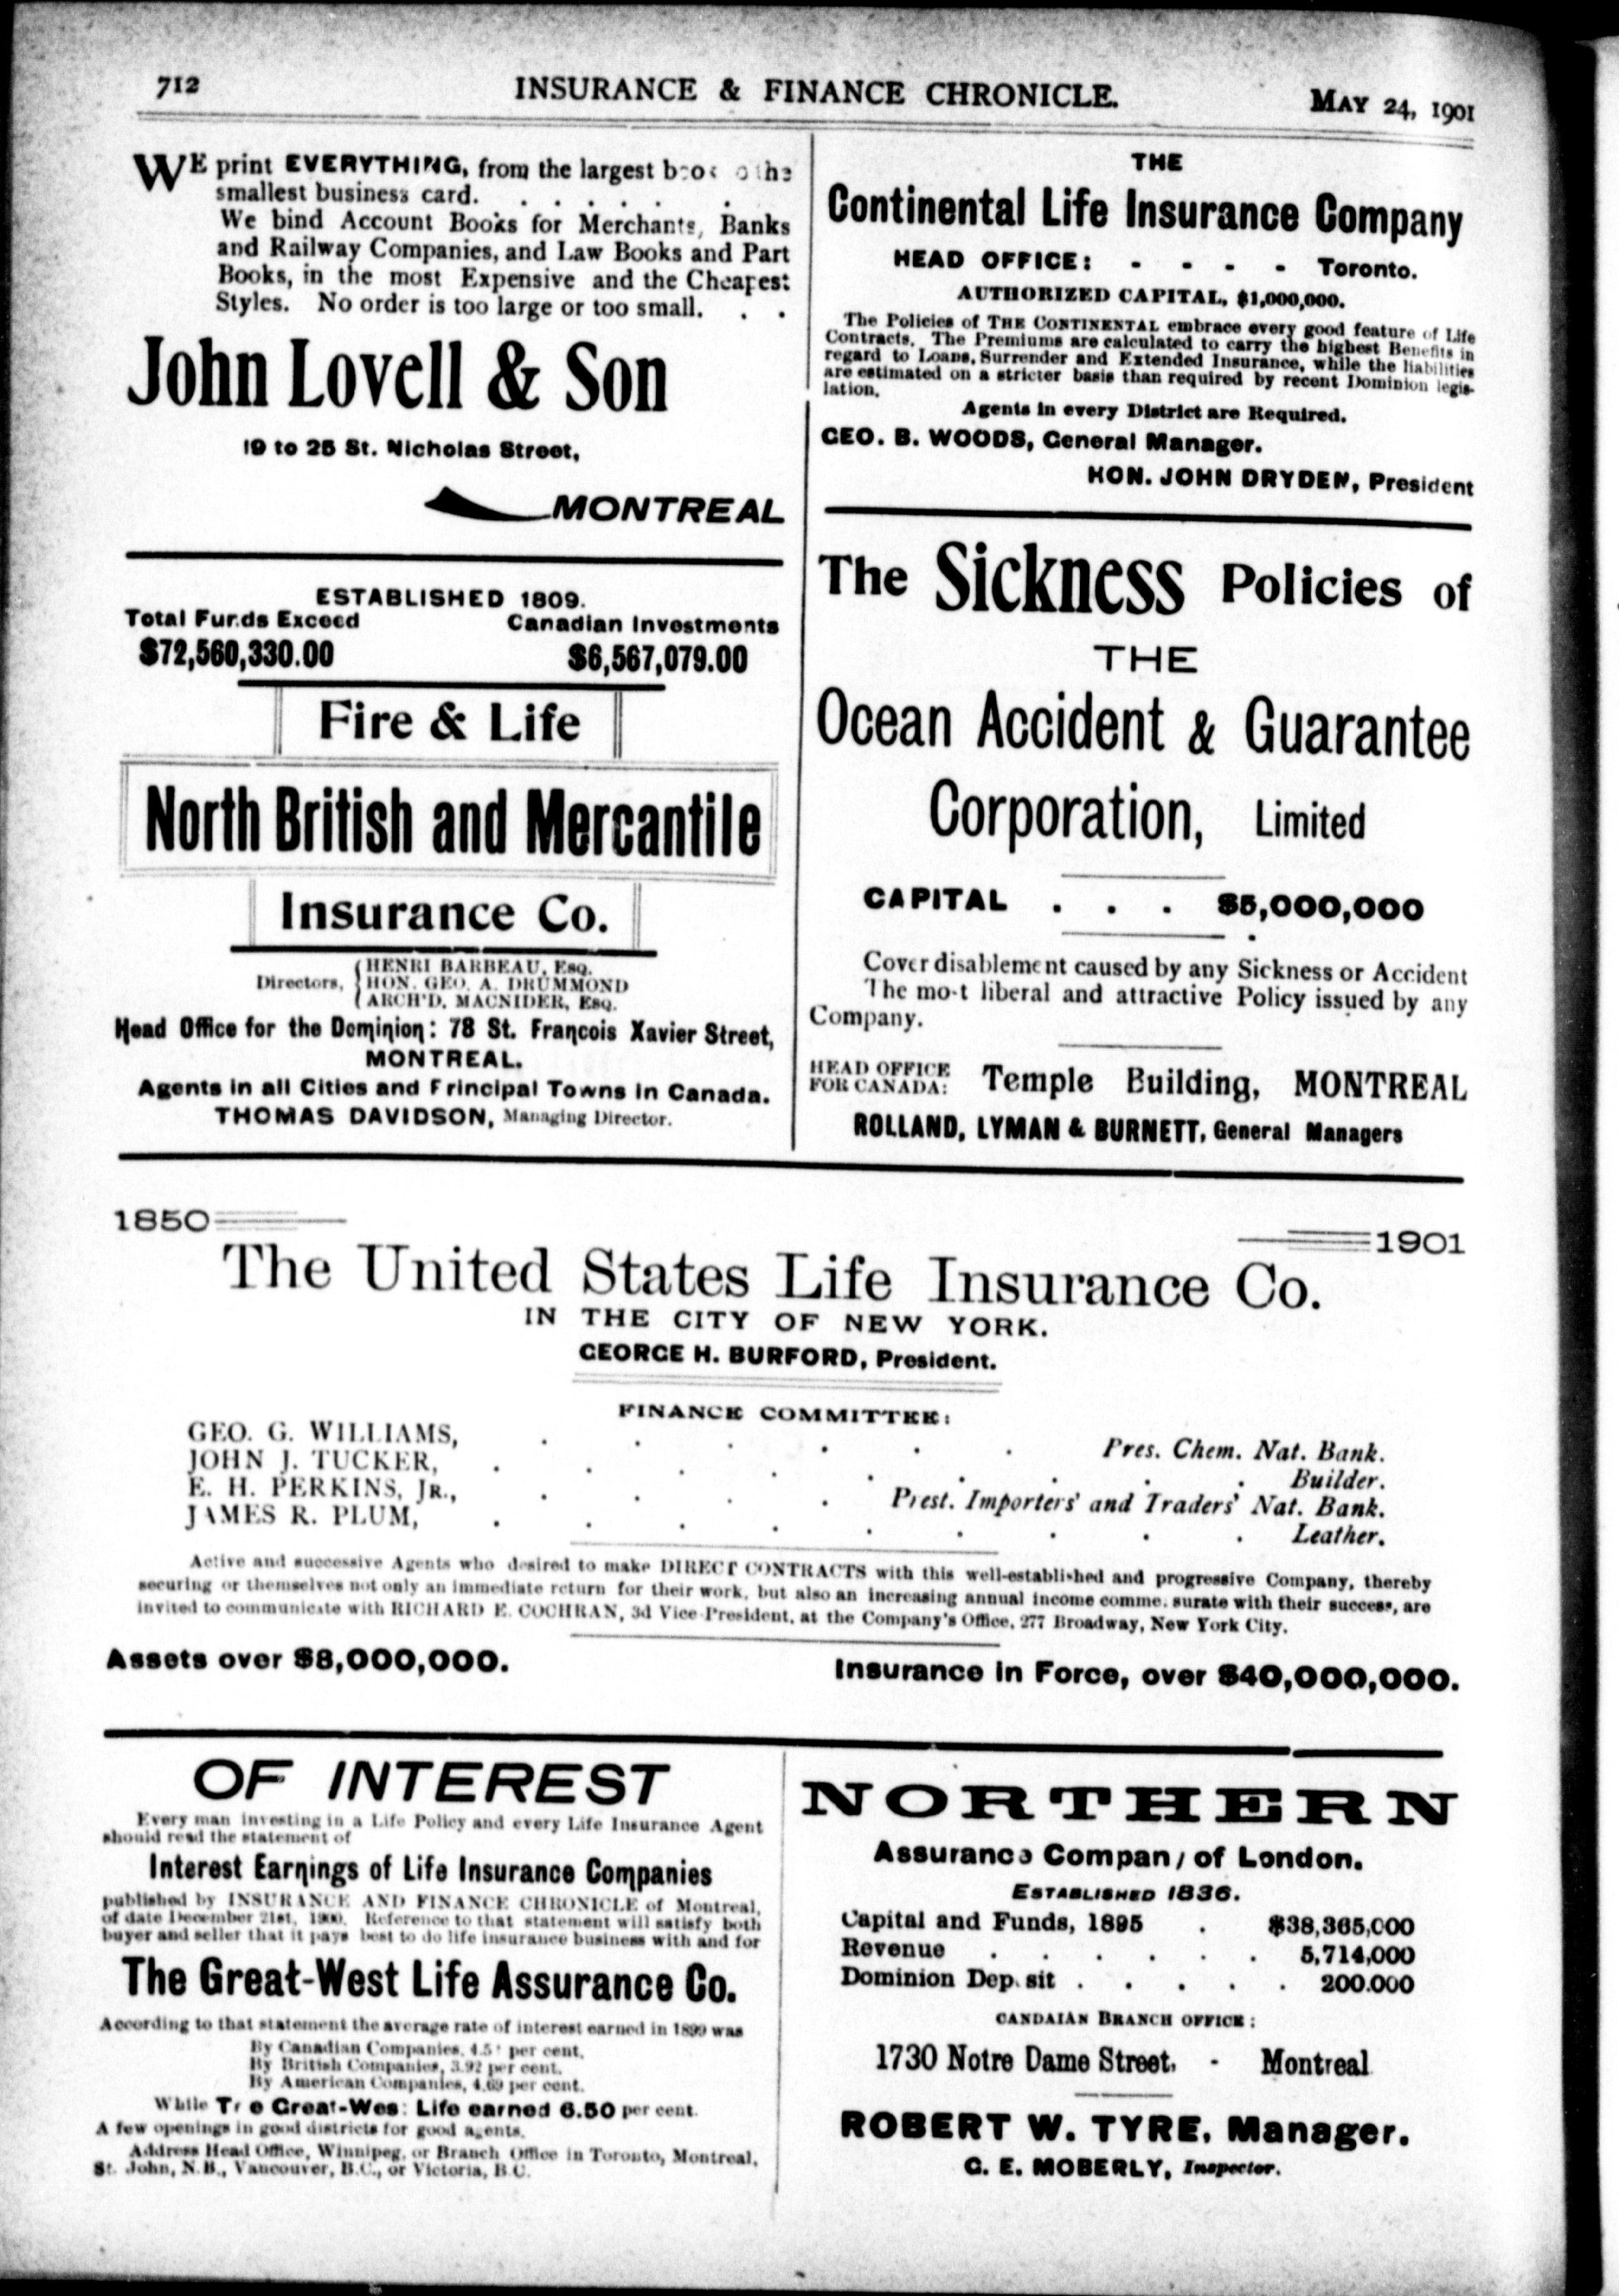 712
INSURANCE & FINANCE CHRONICLE.
MAY 24, 1901
WE print EVERYTHING, from the largest
smallest business card. . . . . . .
We bind Account Books for Merchants, Banks
and Railway Companies, and Law Books and Part
Books, in the most Expensive and the Cheapest
Styles. No order is too large or too small. . .
John Lovell & Son
19 to 25 St. Nicholas Street,
MONTREAL
ESTABLISHED 1809.
Total Funds Exceed
Canadian Investments
$72,560,330.00
$6,567,079.00
Fire & Life
North British and Mercantile
Insurance Co.
Directors,
HENRI BARBEAU, Esq.
HON. GEO. A. DRUMMOND
ARCH'D. MACNIDER, Esq.
Head Office for the Dominion: 78 St. François Xavier Street,
MONTREAL.
Agents in all Cities and Principal Towns in Canada.
THOMAS DAVIDSON, Managing Director.
THE
Continental Life Insurance Company
HEAD OFFICE: - - - - Toronto.
AUTHORIZED CAPITAL, $1,000,000.
The Policies of THE CONTINENTAL embrace every good feature of Life
Contracts. The Premiums are calculated to carry the highest Benefits in
regard to Loans, Surrender and Extended Insurance, while the liabilities
are estimated on a stricter basis than required by recent Dominion legis-
lation.
Agents in every District are Required.
GEO. B. WOODS, General Manager.
HON. JOHN DRYDEN, President
The Sickness Policies of
THE
Ocean Accident & Guarantee
Corporation, Limited
CAPITAL . . . $5,000,000
Cover disablement caused by any Sickness or Accident
The most liberal and attractive Policy issued by any
Company.
HEAD OFFICE
FOR CANADA:
Temple Building, MONTREAL
ROLLAND, LYMAN & BURNETT, General Managers
1850
1901
The United States Life Insurance Co.
IN THE CITY OF NEW YORK.
GEORGE H. BURFORD, President.
FINANCE COMMITTEE:
GEO. G. WILLIAMS, . . . . . . Pres. Chem. Nat. Bank.
JOHN J. TUCKER, . . . . . . . . . Builder.
E. H. PERKINS, JR., . . . . Prest. Importers' and Traders' Nat. Bank.
JAMES R. PLUM, . . . . . . . . . Leather.
Active and successive Agents who desired to make DIRECT CONTRACTS with this well-established and progressive Company, thereby
securing or themselves not only an immediate return for their work, but also an increasing annual income comme. surate with their success, are
invited to communicate with RICHARD E. COCHRAN, 3d Vice-President, at the Company's Office, 277 Broadway, New York City.
Assets over $8,000,000.
Insurance in Force, over $40,000,000.
OF INTEREST
Every man investing in a Life Policy and every Life Insurance Agent
should read the statement of
Interest Earnings of Life Insurance Companies
published by INSURANCE AND FINANCE CHRONICLE of Montreal,
of date December 21st, 1900. Reference to that statement will satisfy both
buyer and seller that it pays best to do life insurance business with and for
The Great-West Life Assurance Co.
According to that statement the average rate of interest earned in 1899 was
By Canadian Companies, per cent.
By British Companies, 3.92 per cent.
By American Companies, 4.69 per cent.
While The Great-West Life earned 6.50 per cent.
A few openings in good districts for good agents.
Address Head Office, Winnipeg, or Branch Office in Toronto, Montreal,
St. John, N.B., Vancouver, B.C., or Victoria, B.C.
NORTHERN
Assurance Company of London.
ESTABLISHED 1836.
Capital and Funds, 1895 . $38,365,000
Revenue . . . . . . 5,714,000
Dominion Deposit . . . . . 200.000
CANDAIAN BRANCH OFFICE:
1730 Notre Dame Street, - Montreal
ROBERT W. TYRE, Manager.
G. E. MOBERLY, Inspector.